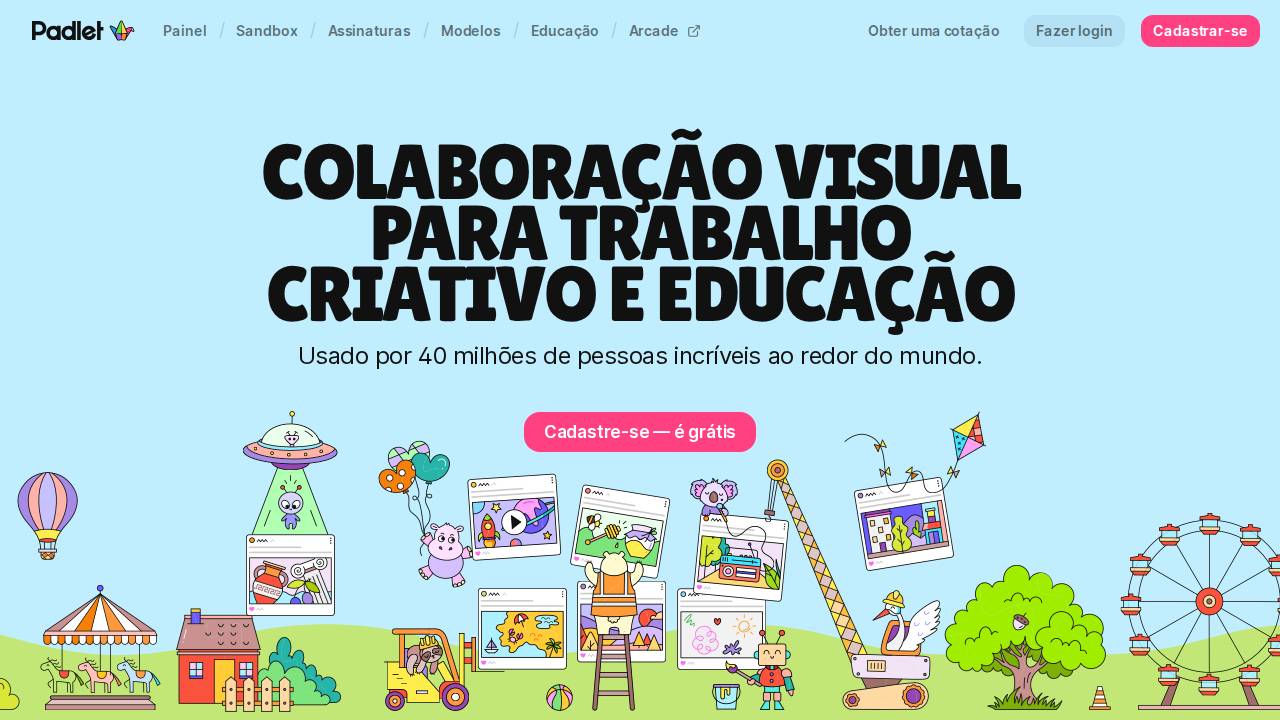 Padlet
Painel / Sandbox / Assinaturas / Modelos / Educação / Arcade
Obter uma cotação
Fazer login
Cadastrar-se
COLABORAÇÃO VISUAL
PARA TRABALHO
CRIATIVO E EDUCAÇÃO
Usado por 40 milhões de pessoas incríveis ao redor do mundo.
Cadastre-se — é grátis